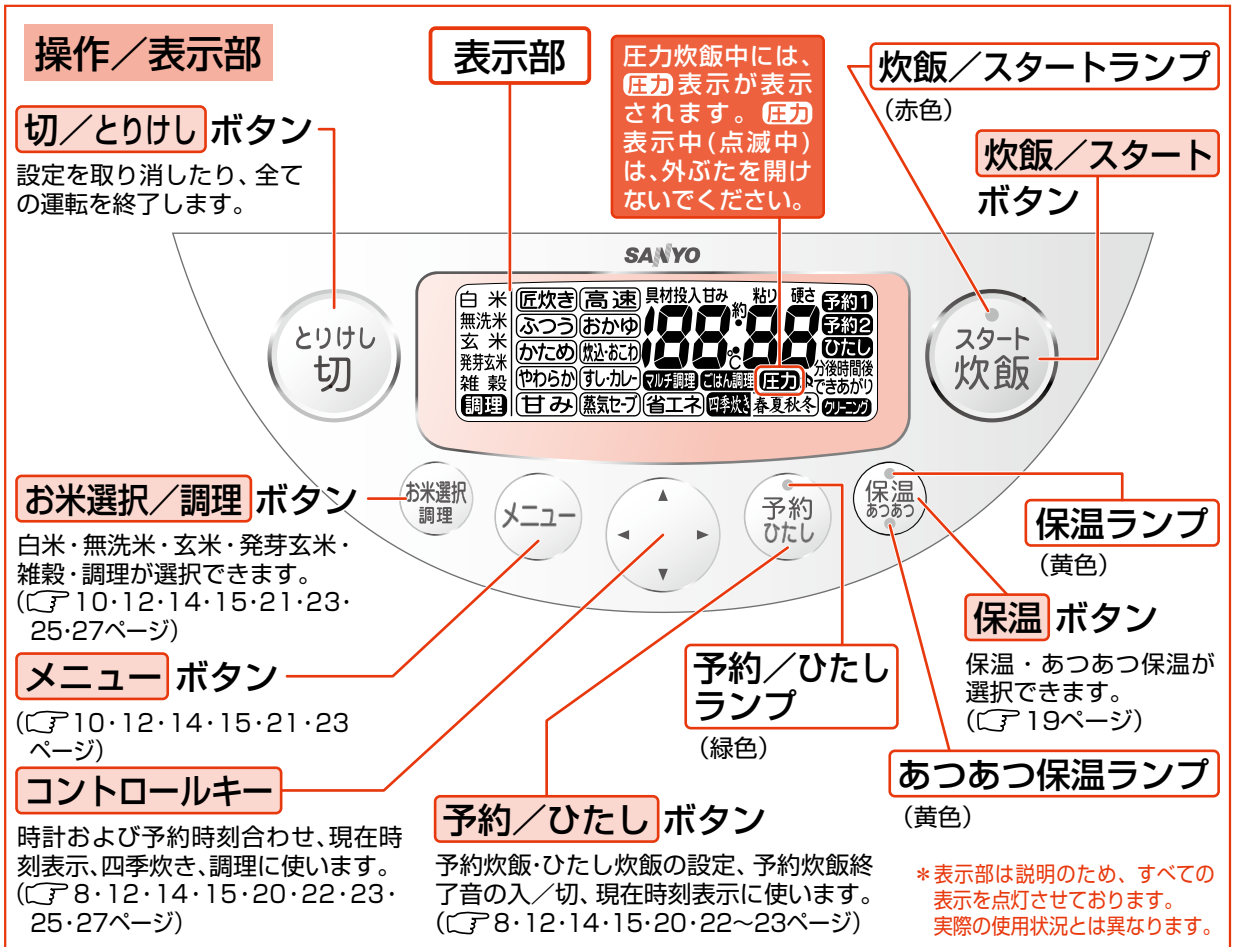 操作／表示部
表示部
圧力炊飯中には、
圧力表示が表示
されます。圧力
表示中(点滅中)
は、外ぶたを開け
ないでください。
炊飯／スタートランプ
(赤色)
切／とりけし ボタン
設定を取り消したり、全て
の運転を終了します。
炊飯／スタート
ボタン
SANYO
とりけし
切
白米
無洗米
玄米
発芽玄米
雑穀
調理
匠炊き 高速
ふつう おかゆ
かため 炊込・おこわ
やわらか すし・カレー
甘み 蒸気セーブ 省エネ 四季炊き 春夏秋冬 クリーニング
具材投入 甘み 粘り 硬さ
約
188:88
℃
マルチ調理 ごはん調理 圧力
予約1
予約2
ひたし
分後時間後
できあがり
スタート
炊飯
お米選択
調理
メニュー
▲
◀ ▶
▼
予約
ひたし
保温
あつあつ
お米選択／調理 ボタン
白米・無洗米・玄米・発芽玄米・
雑穀・調理が選択できます。
(☞10・12・14・15・21・23・
25・27ページ)
メニュー ボタン
(☞10・12・14・15・21・23
ページ)
コントロールキー
時計および予約時刻合わせ、現在時
刻表示、四季炊き、調理に使います。
(☞8・12・14・15・20・22・23・
25・27ページ)
予約／ひたし
ランプ
(緑色)
予約／ひたし ボタン
予約炊飯・ひたし炊飯の設定、予約炊飯終
了音の入／切、現在時刻表示に使います。
(☞8・12・14・15・20・22〜23ページ)
保温ランプ
(黄色)
保温 ボタン
保温・あつあつ保温が
選択できます。
(☞19ページ)
あつあつ保温ランプ
(黄色)
＊表示部は説明のため、すべての
表示を点灯させております。
実際の使用状況とは異なります。